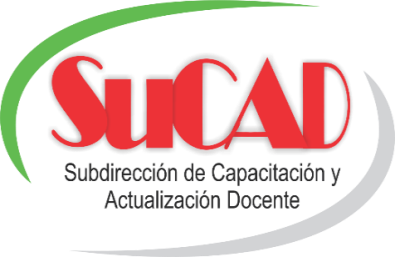 SuCAD
Subdirección de Capacitación y
Actualización Docente